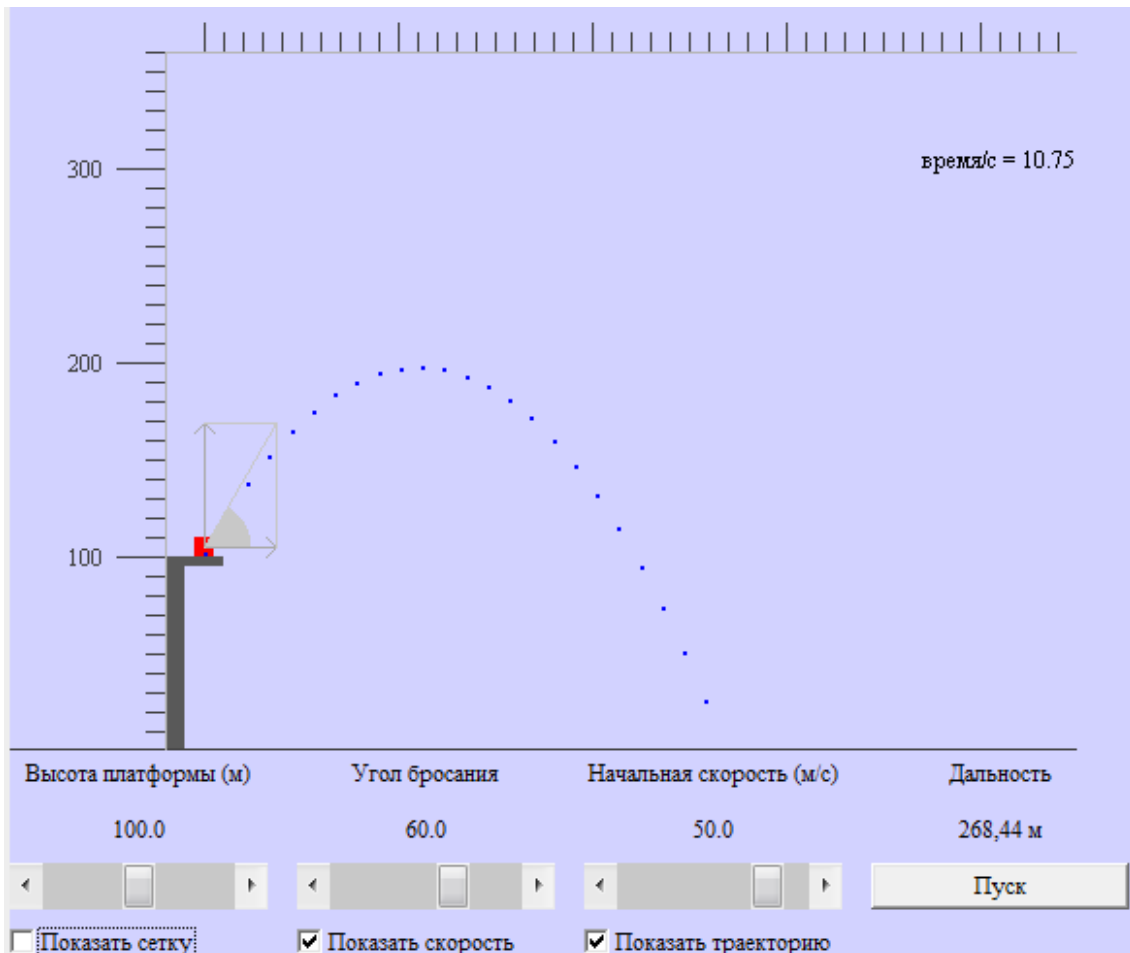 300
время/с = 10.75
200
100
Высота платформы (м) Угол бросания Начальная скорость (м/с) Дальность
100.0 60.0 50.0 268,44 м
Пуск
Показать сетку Показать скорость Показать траекторию